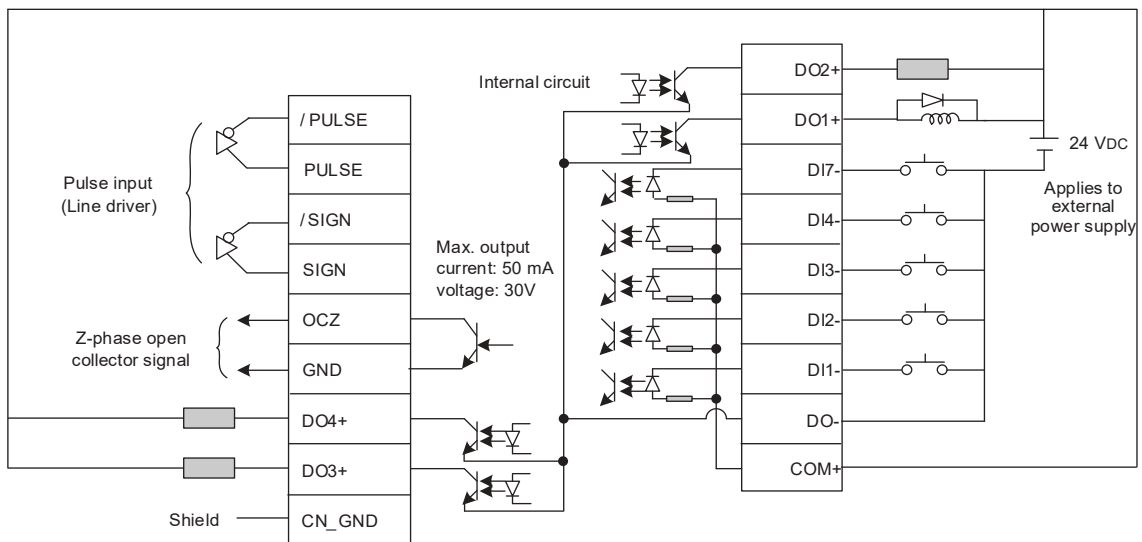 Pulse input
(Line driver)
Z-phase open
collector signal
Shield
/ PULSE
PULSE
/SIGN
SIGN
OCZ
GND
DO4+
DO3+
CN_GND
Internal circuit
Max. output
current: 50 mA
voltage: 30V
DO2+
DO1+
DI7-
DI4-
DI3-
DI2-
DI1-
DO-
COM+
24 VDC
Applies to
external
power supply